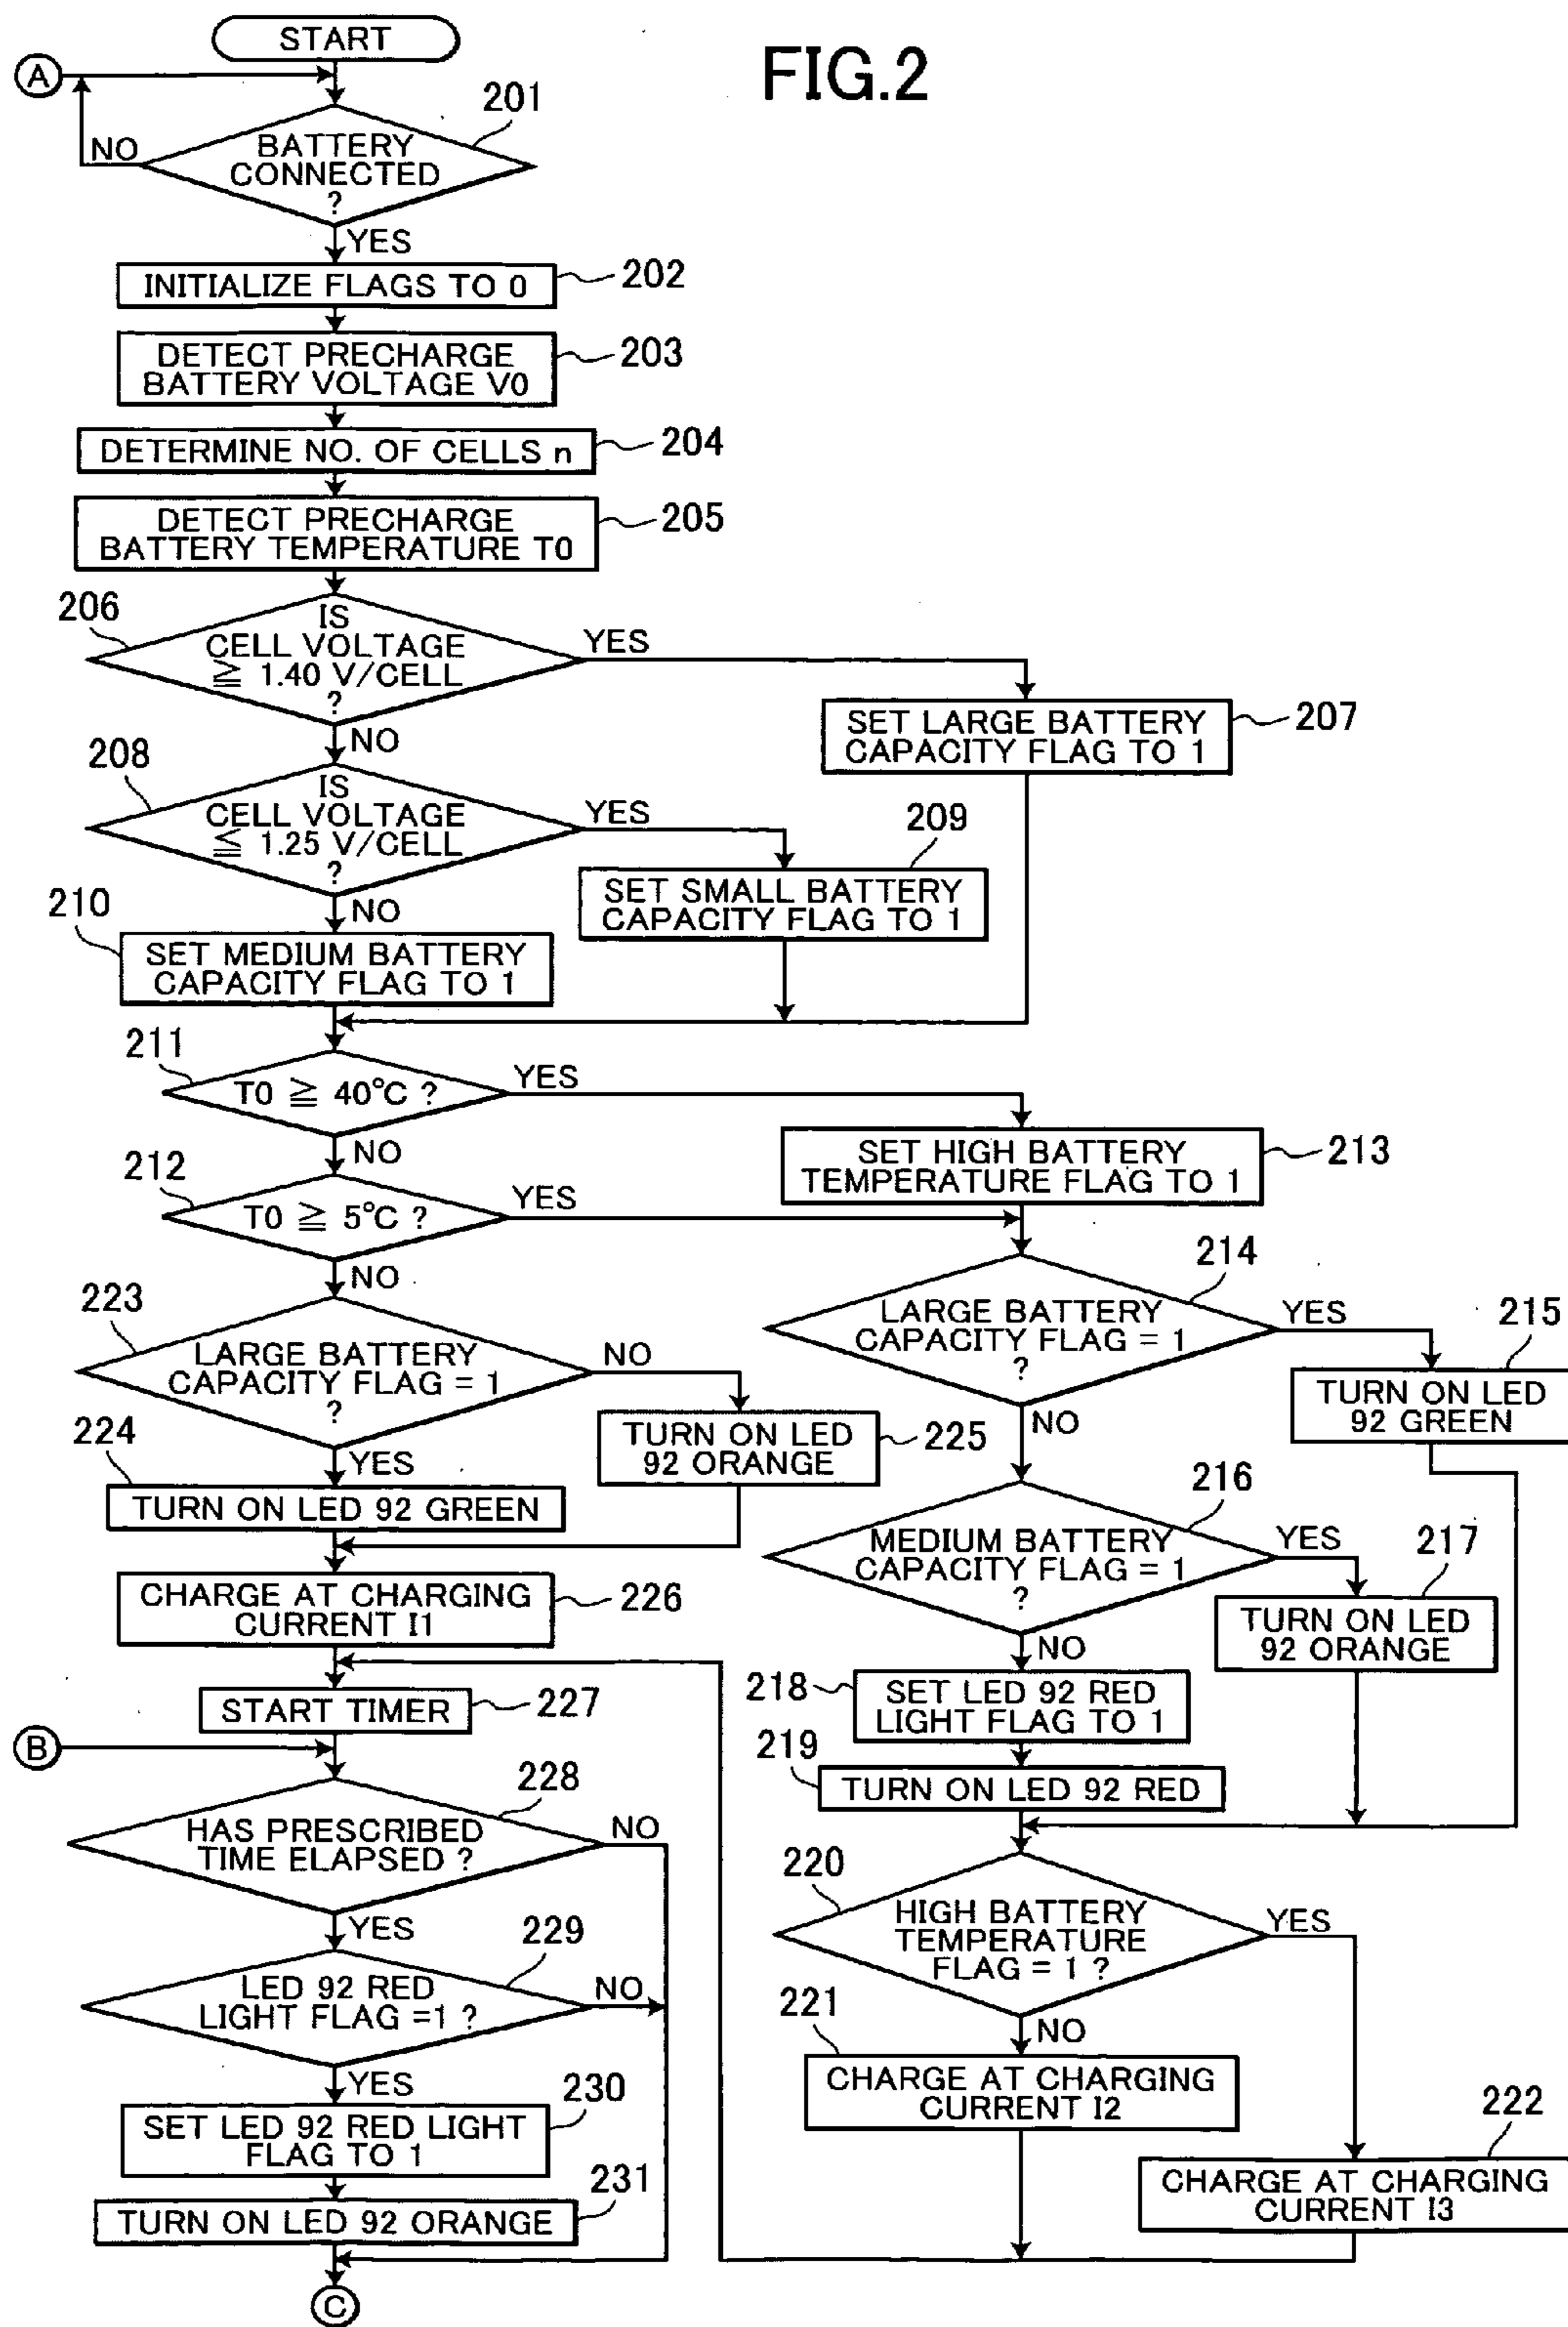 START
FIG.2
A
201
NO
BATTERY
CONNECTED
?
YES
INITIALIZE FLAGS TO 0
202
DETECT PRECHARGE
BATTERY VOLTAGE V0
203
DETERMINE NO. OF CELLS n
204
DETECT PRECHARGE
BATTERY TEMPERATURE T0
205
206
IS
CELL VOLTAGE
≧ 1.40 V/CELL
?
YES
NO
SET LARGE BATTERY
CAPACITY FLAG TO 1
207
208
IS
CELL VOLTAGE
≦ 1.25 V/CELL
?
YES
NO
209
SET SMALL BATTERY
CAPACITY FLAG TO 1
210
SET MEDIUM BATTERY
CAPACITY FLAG TO 1
211
T0 ≧ 40°C ?
YES
NO
SET HIGH BATTERY
TEMPERATURE FLAG TO 1
213
212
T0 ≧ 5°C ?
YES
NO
214
LARGE BATTERY
CAPACITY FLAG = 1
?
YES
NO
215
TURN ON LED
92 GREEN
223
LARGE BATTERY
CAPACITY FLAG = 1
?
NO
YES
TURN ON LED
92 ORANGE
225
224
TURN ON LED 92 GREEN
216
MEDIUM BATTERY
CAPACITY FLAG = 1
?
YES
NO
217
TURN ON LED
92 ORANGE
CHARGE AT CHARGING
CURRENT I1
226
218
SET LED 92 RED
LIGHT FLAG TO 1
START TIMER
227
219
TURN ON LED 92 RED
B
228
HAS PRESCRIBED
TIME ELAPSED ?
NO
YES
220
HIGH BATTERY
TEMPERATURE
FLAG = 1 ?
YES
NO
229
LED 92 RED
LIGHT FLAG =1 ?
NO
YES
221
CHARGE AT CHARGING
CURRENT I2
230
SET LED 92 RED LIGHT
FLAG TO 1
222
CHARGE AT CHARGING
CURRENT I3
231
TURN ON LED 92 ORANGE
C